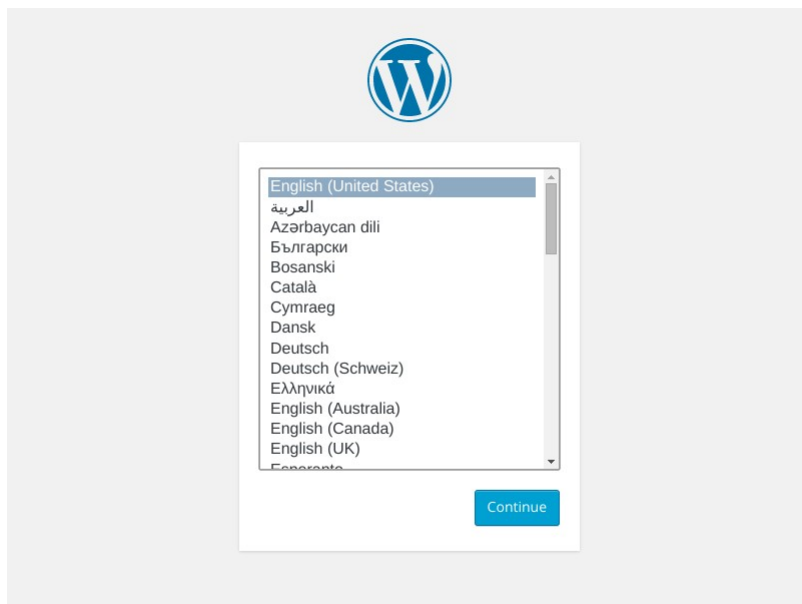 English (United States)
العربية
Azərbaycan dili
Български
Bosanski
Català
Cymraeg
Dansk
Deutsch
Deutsch (Schweiz)
Ελληνικά
English (Australia)
English (Canada)
English (UK)
Esperanto
Continue